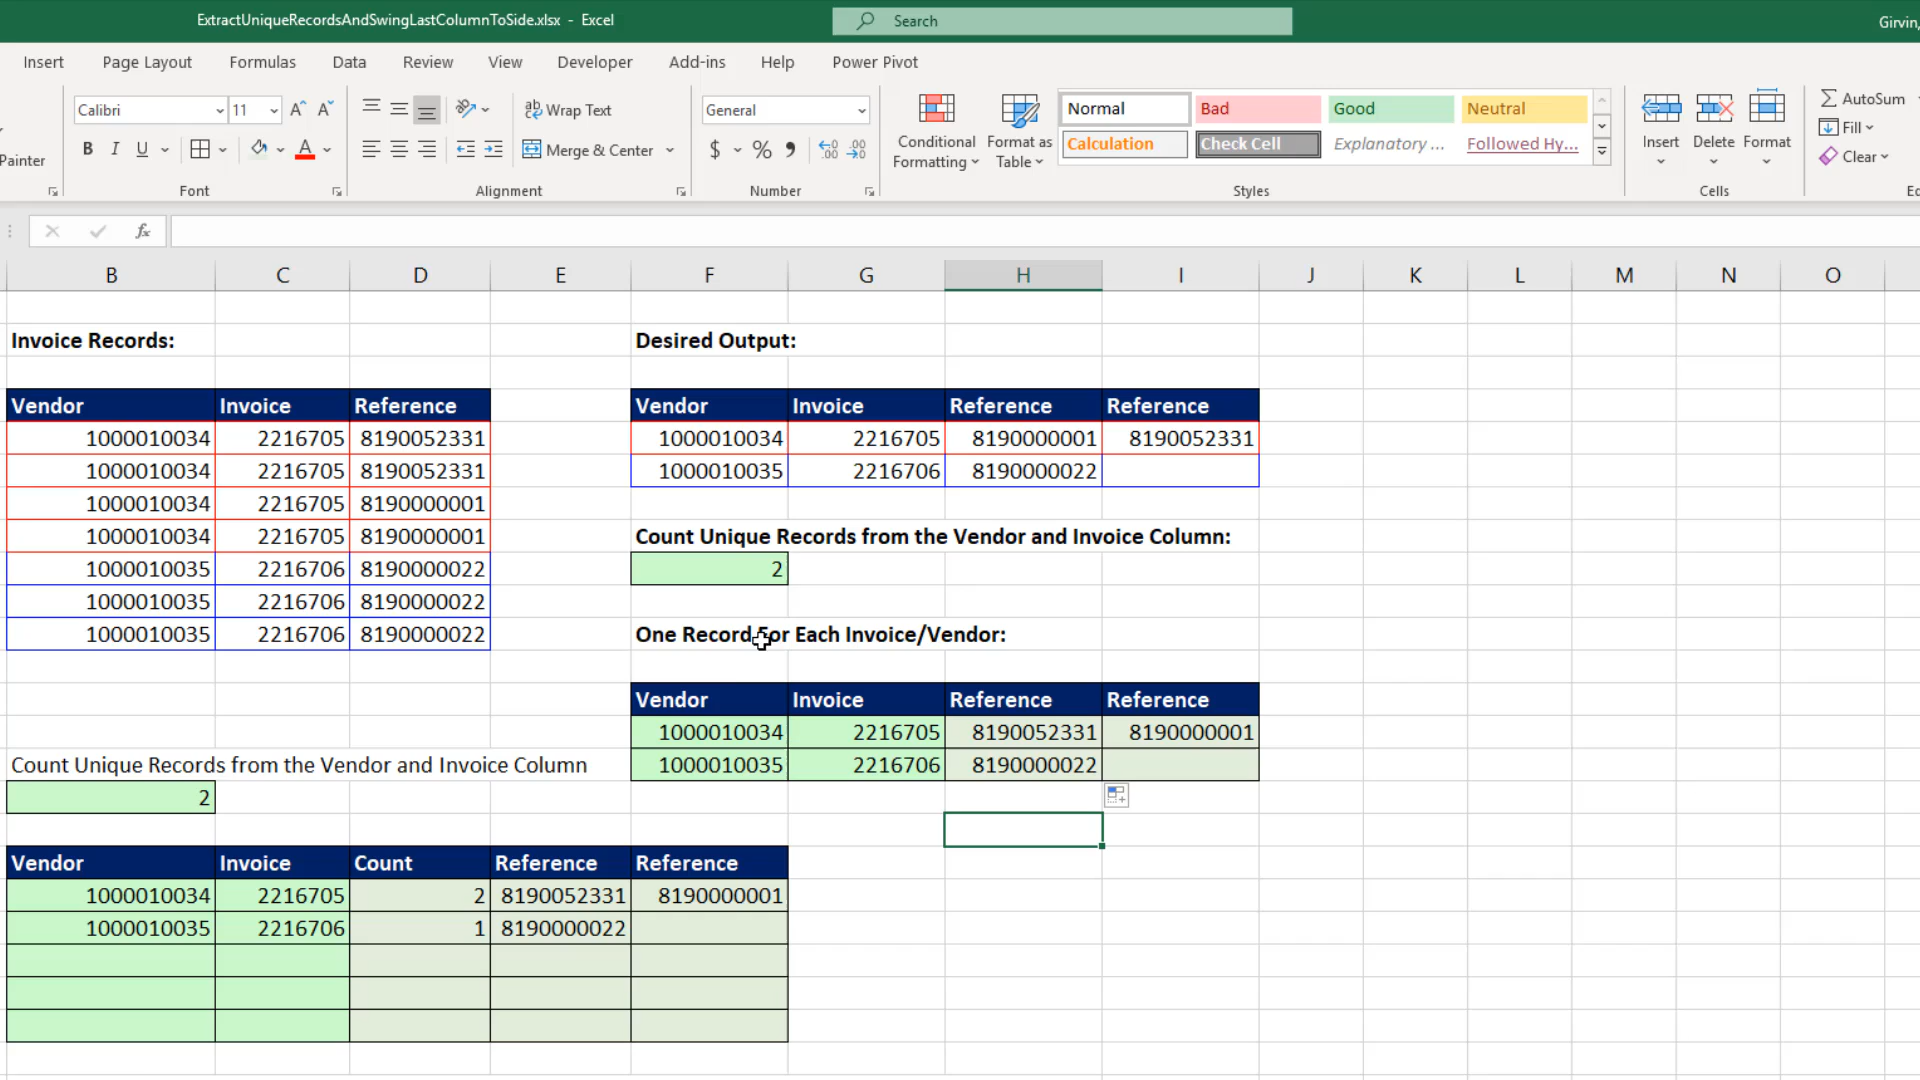 ExtractUniqueRecordsAndSwingLastColumnToSide.xlsx - Excel
Search
Girvin,
Insert Page Layout Formulas Data Review View Developer Add-ins Help Power Pivot
Calibri 11 A A Wrap Text General Conditional Formatting Format as Table Normal Bad Good Neutral Insert Delete Format AutoSum
Painter B I U A Merge & Center $ % Calculation Check Cell Explanatory ... Followed Hy... Fill
Clear
Font Alignment Number Styles Cells
fx
B C D E F G H I J K L M N O
Invoice Records: Desired Output:
Vendor Invoice Reference Vendor Invoice Reference Reference
1000010034 2216705 8190052331 1000010034 2216705 8190000001 8190052331
1000010034 2216705 8190052331 1000010035 2216706 8190000022
1000010034 2216705 8190000001
1000010034 2216705 8190000001 Count Unique Records from the Vendor and Invoice Column:
1000010035 2216706 8190000022 2
1000010035 2216706 8190000022
1000010035 2216706 8190000022 One Record For Each Invoice/Vendor:
Vendor Invoice Reference Reference
1000010034 2216705 8190052331 8190000001
Count Unique Records from the Vendor and Invoice Column 1000010035 2216706 8190000022
2
Vendor Invoice Count Reference Reference
1000010034 2216705 2 8190052331 8190000001
1000010035 2216706 1 8190000022